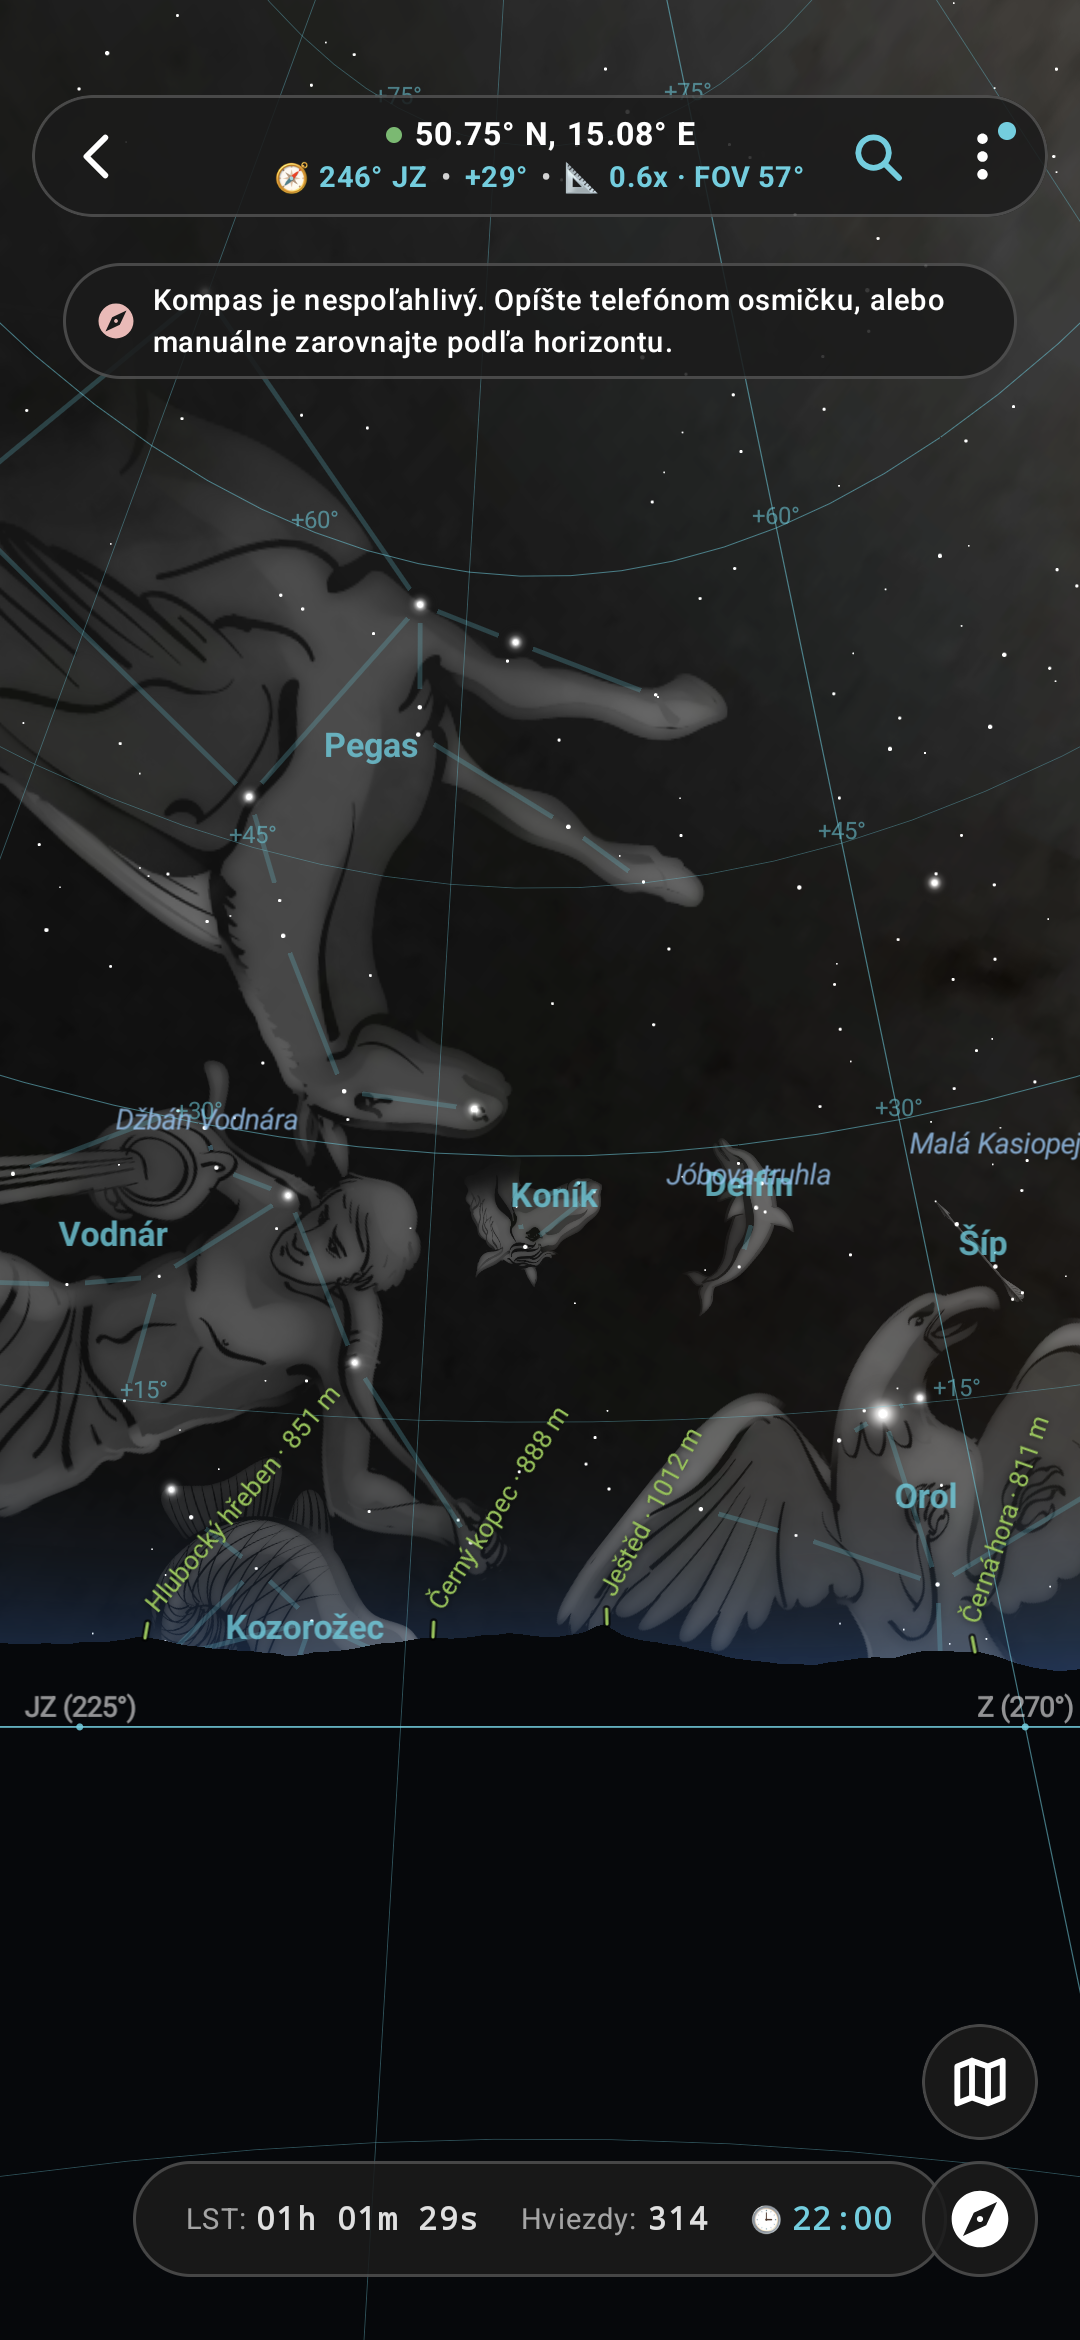 +75°
+75°
50.75° N, 15.08° E
246° JZ • +29° • 0.6x · FOV 57°
Kompas je nespoľahlivý. Opíšte telefónom osmičku, alebo
manuálne zarovnajte podľa horizontu.
+60°
+60°
Pegas
+45°
+45°
+30°
+30°
Džbán Vodnára
Malá Kasiopej
Jóbova truhla
Delfín
Koník
Vodnár
Šíp
+15°
+15°
Hlubocký hřeben · 851 m
Černý kopec · 888 m
Ještěd · 1012 m
Černá hora · 811 m
Orol
Kozorožec
JZ (225°)
Z (270°)
LST: 01h 01m 29s Hviezdy: 314 22:00